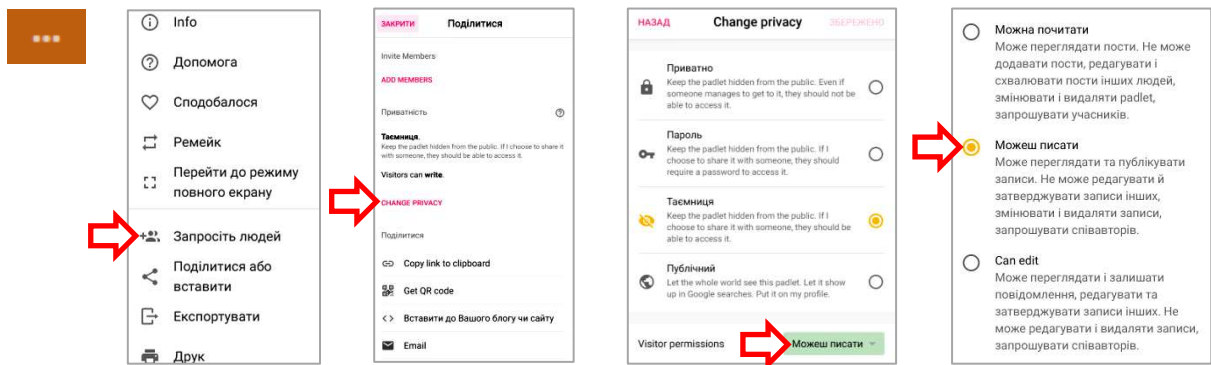 Info
Допомога
Сподобалося
Ремейк
Перейти до режиму
повного екрану
Запросіть людей
Поділитися або
вставити
Експортувати
Друк
ЗАКРИТИ Поділитися
Invite Members
ADD MEMBERS
Приватність
Таємниця.
Keep the padlet hidden from the public. If I choose to share it
with someone, they should be able to access it.
Visitors can write.
CHANGE PRIVACY
Поділитися
Copy link to clipboard
Get QR code
Вставити до Вашого блогу чи сайту
Email
НАЗАД Change privacy ЗБЕРЕЖЕНО
Приватно
Keep the padlet hidden from the public. Even if
someone manages to get to it, they should not be
able to access it.
Пароль
Keep the padlet hidden from the public. If I
choose to share it with someone, they should
require a password to access it.
Таємниця
Keep the padlet hidden from the public. If I
choose to share it with someone, they should be
able to access it.
Публічний
Let the whole world see this padlet. Let it show
up in Google searches. Put it on my profile.
Visitor permissions Можеш писати
Можна почитати
Може переглядати пости. Не може
додавати пости, редагувати і
схвалювати пости інших людей,
змінювати і видаляти padlet,
запрошувати учасників.
Можеш писати
Може переглядати та публікувати
записи. Не може редагувати й
затверджувати записи інших,
змінювати і видаляти записи,
запрошувати співавторів.
Can edit
Може переглядати і залишати
повідомлення, редагувати та
затверджувати записи інших. Не
може редагувати і видаляти записи,
запрошувати співавторів.